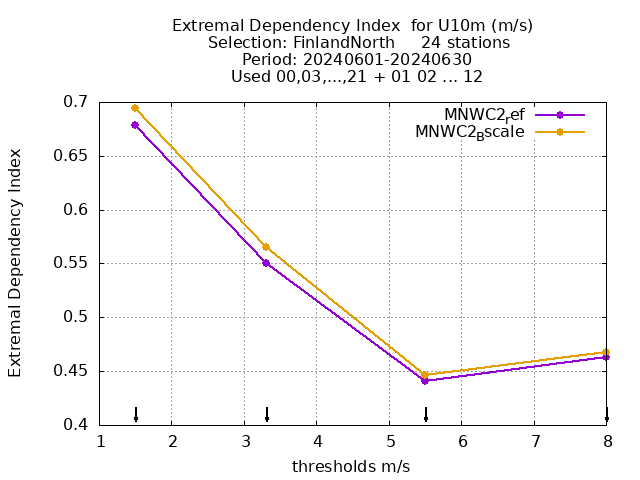 Extremal Dependency Index  for U10m (m/s)
Selection: FinlandNorth     24 stations
Period: 20240601-20240630
Used 00,03,...,21 + 01 02 ... 12
MNWC2_ref
MNWC2_Bscale
0.7
0.65
0.6
0.55
0.5
0.45
0.4
Extremal Dependency Index
1 2 3 4 5 6 7 8
thresholds m/s